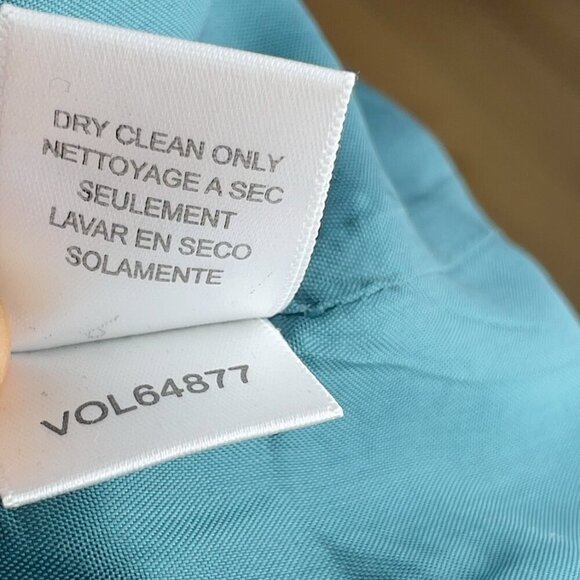 DRY CLEAN ONLY
NETTOYAGE A SEC
SEULEMENT
LAVAR EN SECO
SOLAMENTE
VOL64877